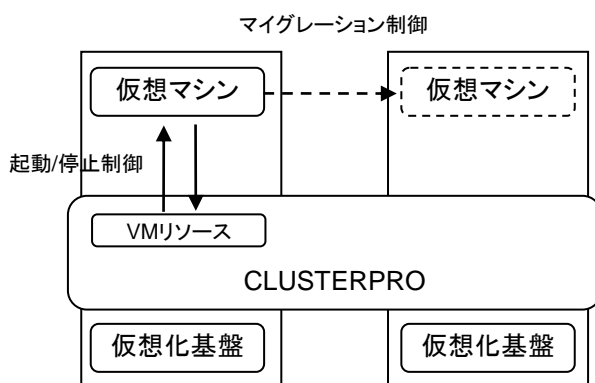 マイグレーション制御
仮想マシン
仮想マシン
起動/停止制御
VMリソース
CLUSTERPRO
仮想化基盤
仮想化基盤